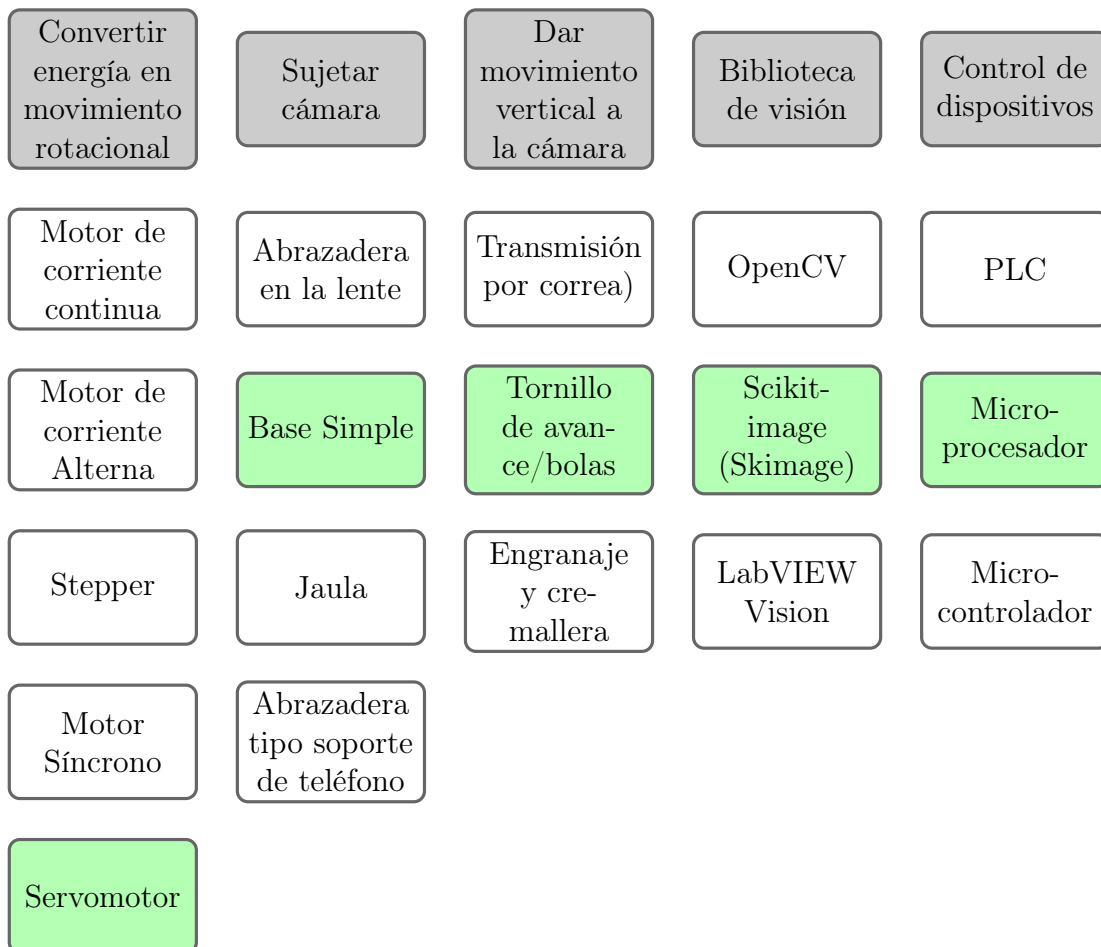 Convertir
energía en
movimiento
rotacional
Sujetar
cámara
Dar
movimiento
vertical a
la cámara
Biblioteca
de visión
Control de
dispositivos
Motor de
corriente
continua
Abrazadera
en la lente
Transmisión
por correa)
OpenCV
PLC
Motor de
corriente
Alterna
Base Simple
Tornillo
de avan-
ce/bolas
Scikit-
image
(Skimage)
Micro-
procesador
Stepper
Jaula
Engranaje
y cre-
mallera
LabVIEW
Vision
Micro-
controlador
Motor
Síncrono
Abrazadera
tipo soporte
de teléfono
Servomotor